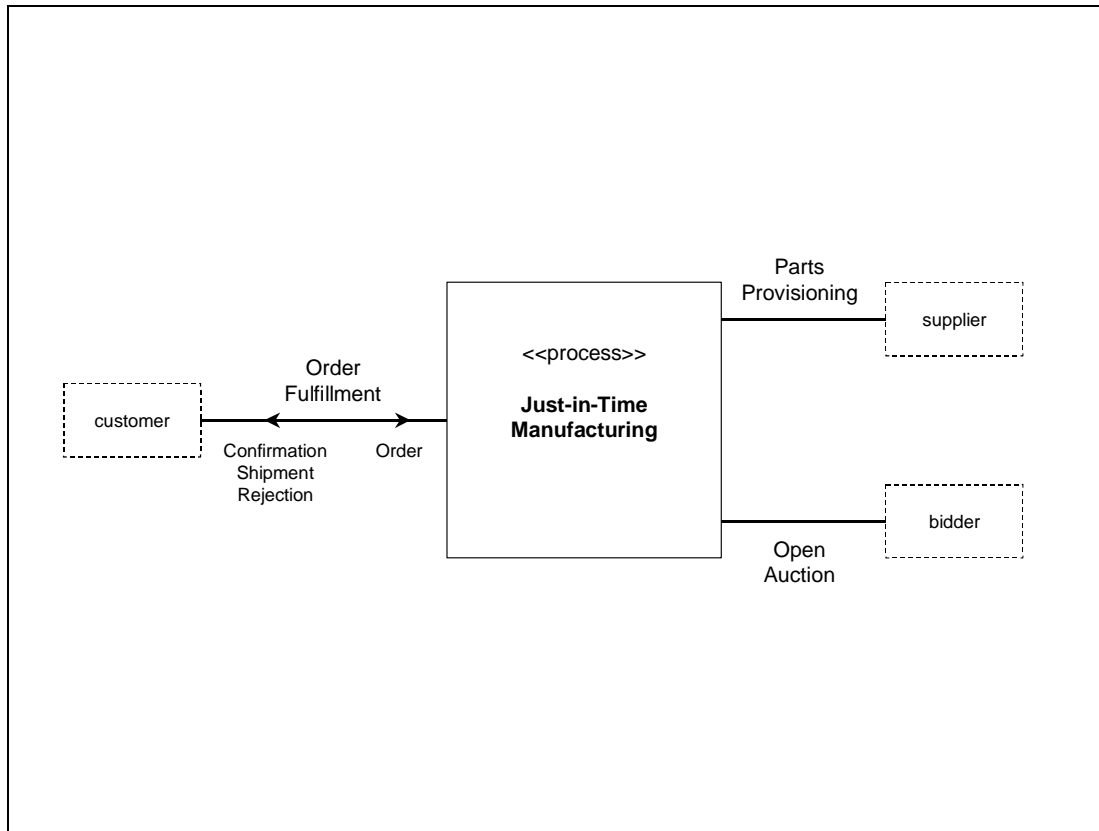 Parts
Provisioning
supplier
<<process>>
Order
Fulfillment
Just-in-Time
Manufacturing
customer
Confirmation
Shipment
Rejection
Order
bidder
Open
Auction